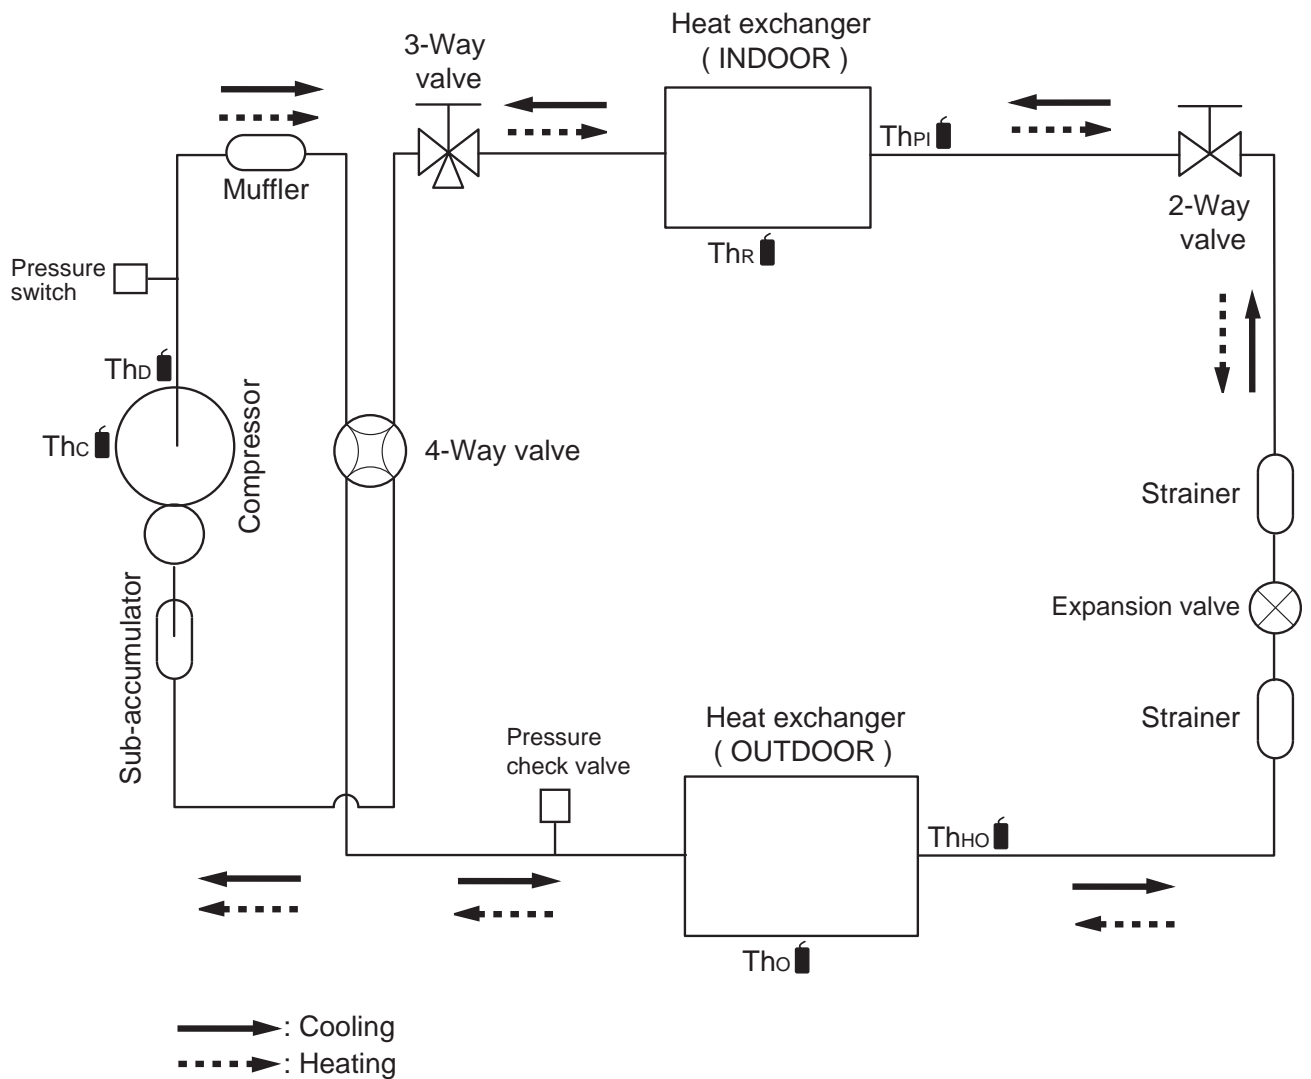 Heat exchanger
( INDOOR )
3-Way
valve
ThPI
Muffler
2-Way
valve
ThR
Pressure
switch
ThD
ThC
Compressor
4-Way valve
Strainer
Expansion valve
Sub-accumulator
Strainer
Heat exchanger
( OUTDOOR )
Pressure
check valve
ThHO
ThO
: Cooling
: Heating